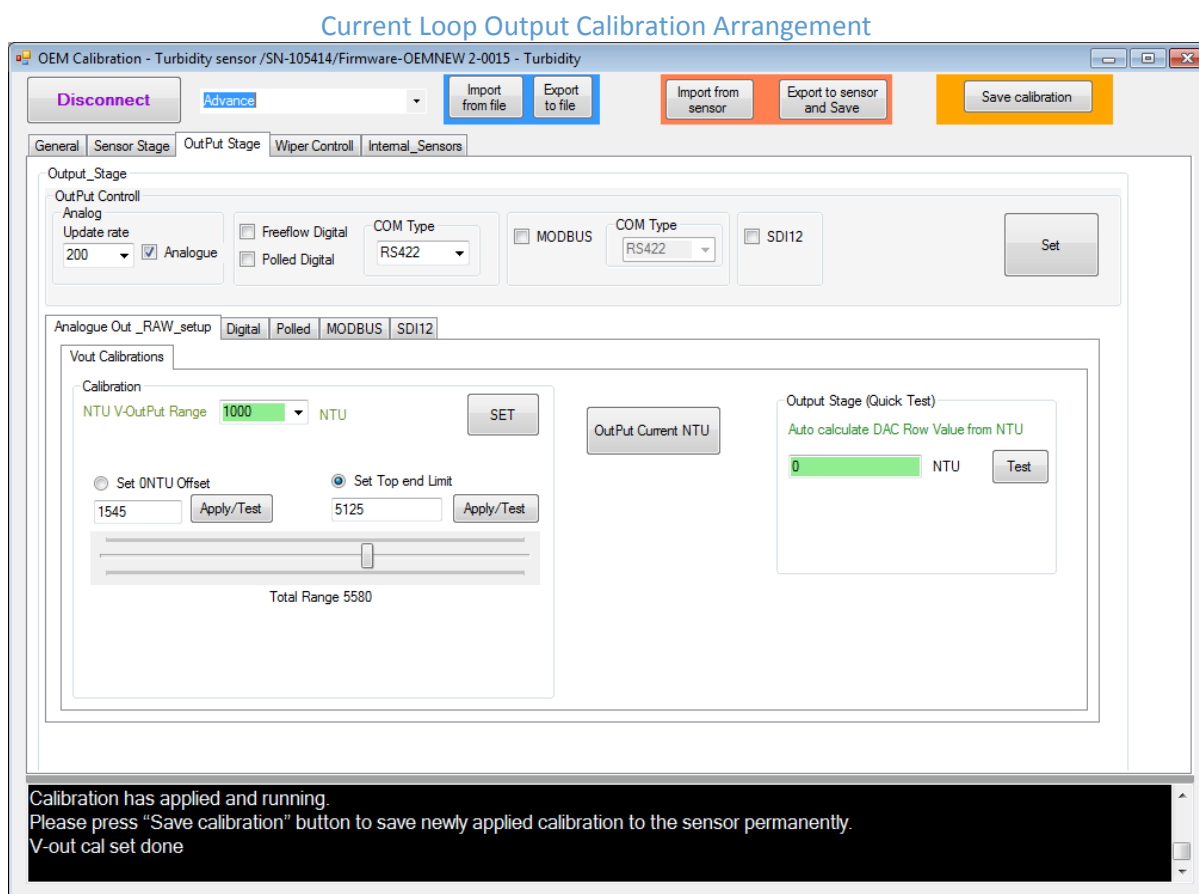 Current Loop Output Calibration Arrangement
OEM Calibration - Turbidity sensor /SN-105414/Firmware-OEMNEW 2-0015 - Turbidity
Disconnect
Advance
Import
from file
Export
to file
Import from
sensor
Export to sensor
and Save
Save calibration
General
Sensor Stage
OutPut Stage
Wiper Controll
Internal_Sensors
Output_Stage
OutPut Controll
Analog
Update rate
200
Analogue
Freeflow Digital
Polled Digital
COM Type
RS422
MODBUS
COM Type
RS422
SDI12
Set
Analogue Out _RAW_setup
Digital
Polled
MODBUS
SDI12
Vout Calibrations
Calibration
NTU V-OutPut Range
1000
NTU
SET
Set 0NTU Offset
1545
Apply/Test
Set Top end Limit
5125
Apply/Test
Total Range 5580
OutPut Current NTU
Output Stage (Quick Test)
Auto calculate DAC Row Value from NTU
0
NTU
Test
Calibration has applied and running.
Please press “Save calibration” button to save newly applied calibration to the sensor permanently.
V-out cal set done